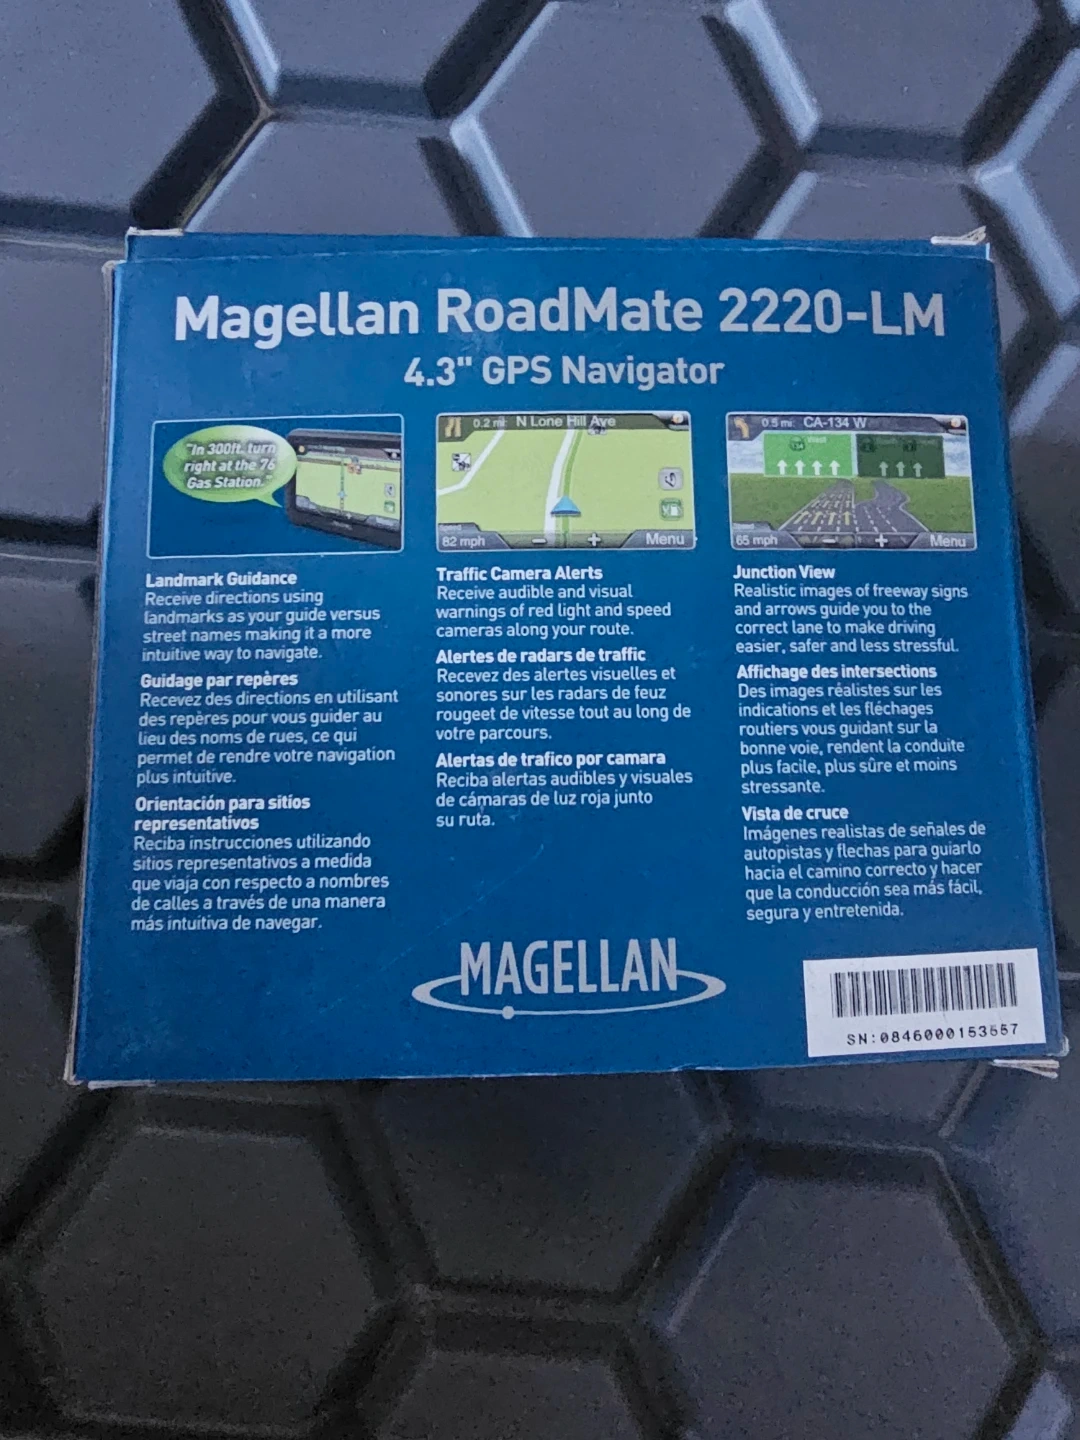 Magellan RoadMate 2220-LM
4.3" GPS Navigator
"In 300ft. turn
right at the 76
Gas Station."
0.2 mi: N Lone Hill Ave
speed
82 mph
Menu
0.5 mi: CA-134 W
West
speed
65 mph
Menu
Landmark Guidance
Receive directions using
landmarks as your guide versus
street names making it a more
intuitive way to navigate.
Guidage par repères
Recevez des directions en utilisant
des repères pour vous guider au
lieu des noms de rues, ce qui
permet de rendre votre navigation
plus intuitive.
Orientación para sitios
representativos
Reciba instrucciones utilizando
sitios representativos a medida
que viaja con respecto a nombres
de calles a través de una manera
más intuitiva de navegar.
Traffic Camera Alerts
Receive audible and visual
warnings of red light and speed
cameras along your route.
Alertes de radars de traffic
Recevez des alertes visuelles et
sonores sur les radars de feuz
rougeet de vitesse tout au long de
votre parcours.
Alertas de trafico por camara
Reciba alertas audibles y visuales
de cámaras de luz roja junto
su ruta.
Junction View
Realistic images of freeway signs
and arrows guide you to the
correct lane to make driving
easier, safer and less stressful.
Affichage des intersections
Des images réalistes sur les
indications et les fléchages
routiers vous guidant sur la
bonne voie, rendent la conduite
plus facile, plus sûre et moins
stressante.
Vista de cruce
Imágenes realistas de señales de
autopistas y flechas para guiarlo
hacia el camino correcto y hacer
que la conducción sea más fácil,
segura y entretenida.
MAGELLAN
SN:0846000153557